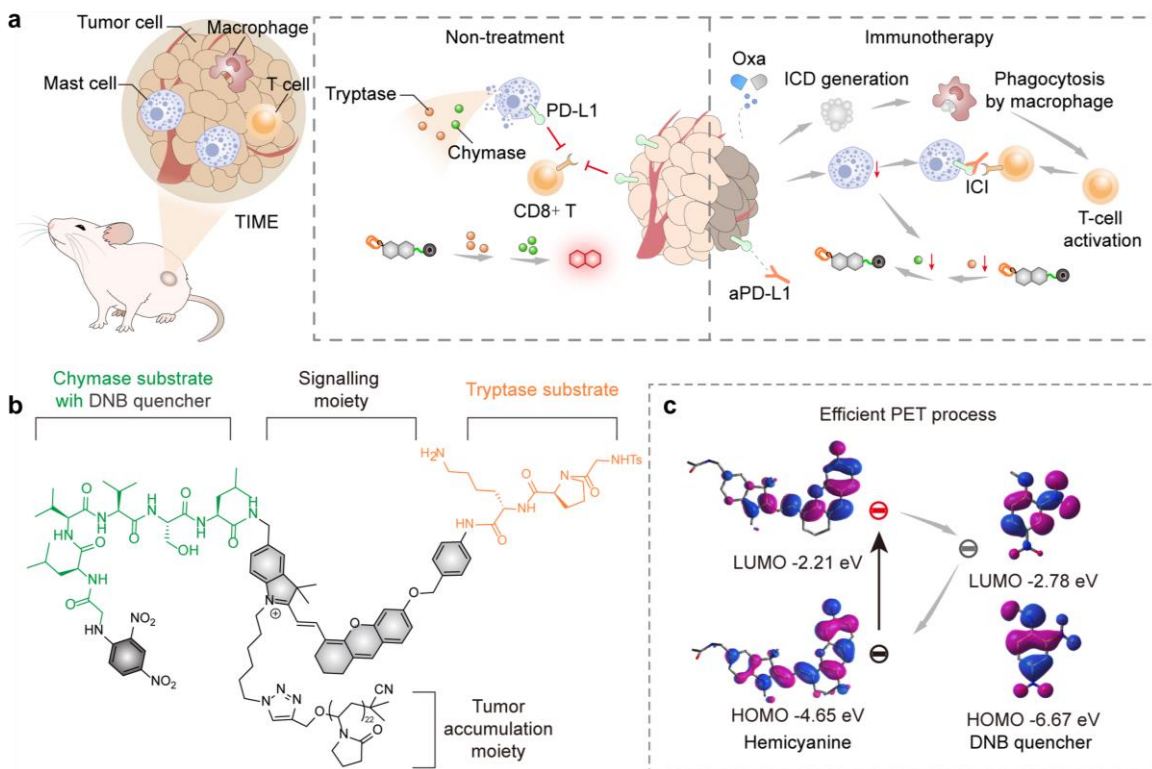 a
Tumor cell
Macrophage
T cell
Mast cell
TIME
Non-treatment
Tryptase
PD-L1
Chymase
CD8+ T
Immunotherapy
Oxa
ICD generation
Phagocytosis
by macrophage
ICI
T-cell
activation
aPD-L1
b
Chymase substrate
wih DNB quencher
Signalling
moiety
Tryptase substrate
H₂N
O
H
N
O
N
O
NHTs
O
NH
O
H
N
O
H
N
O
H
N
O
HN
N
H
O
OH
O
NH
O
HN
NO₂
NO₂
N
⊕
O
O
N
N
N
O
22
CN
N
O
Tumor
accumulation
moiety
c
Efficient PET process
LUMO -2.21 eV
LUMO -2.78 eV
HOMO -4.65 eV
Hemicyanine
HOMO -6.67 eV
DNB quencher